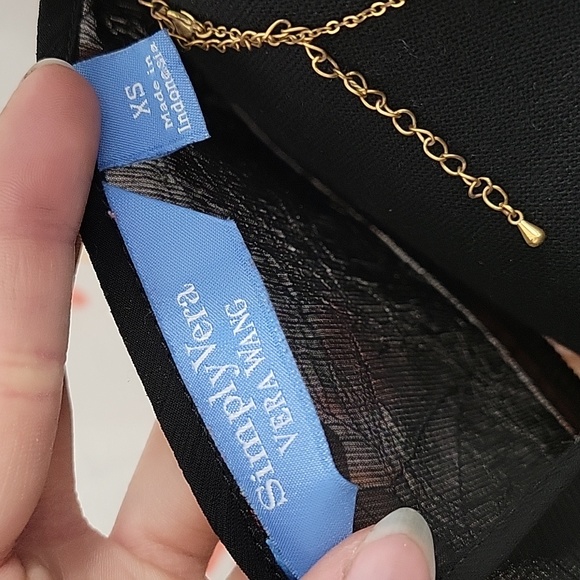 XS
Made in
Indonesia
Simply Vera
VERA WANG